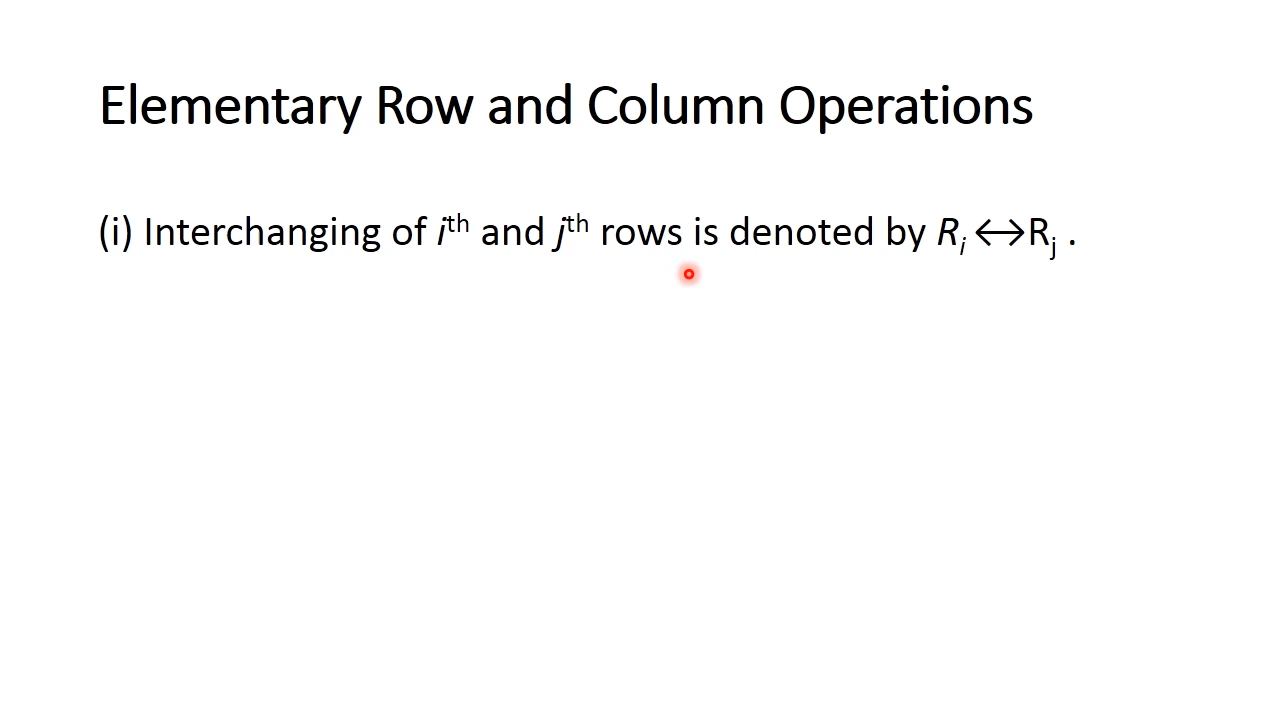 Elementary Row and Column Operations
(i) Interchanging of iᵗʰ and jᵗʰ rows is denoted by Rᵢ ↔Rⱼ .